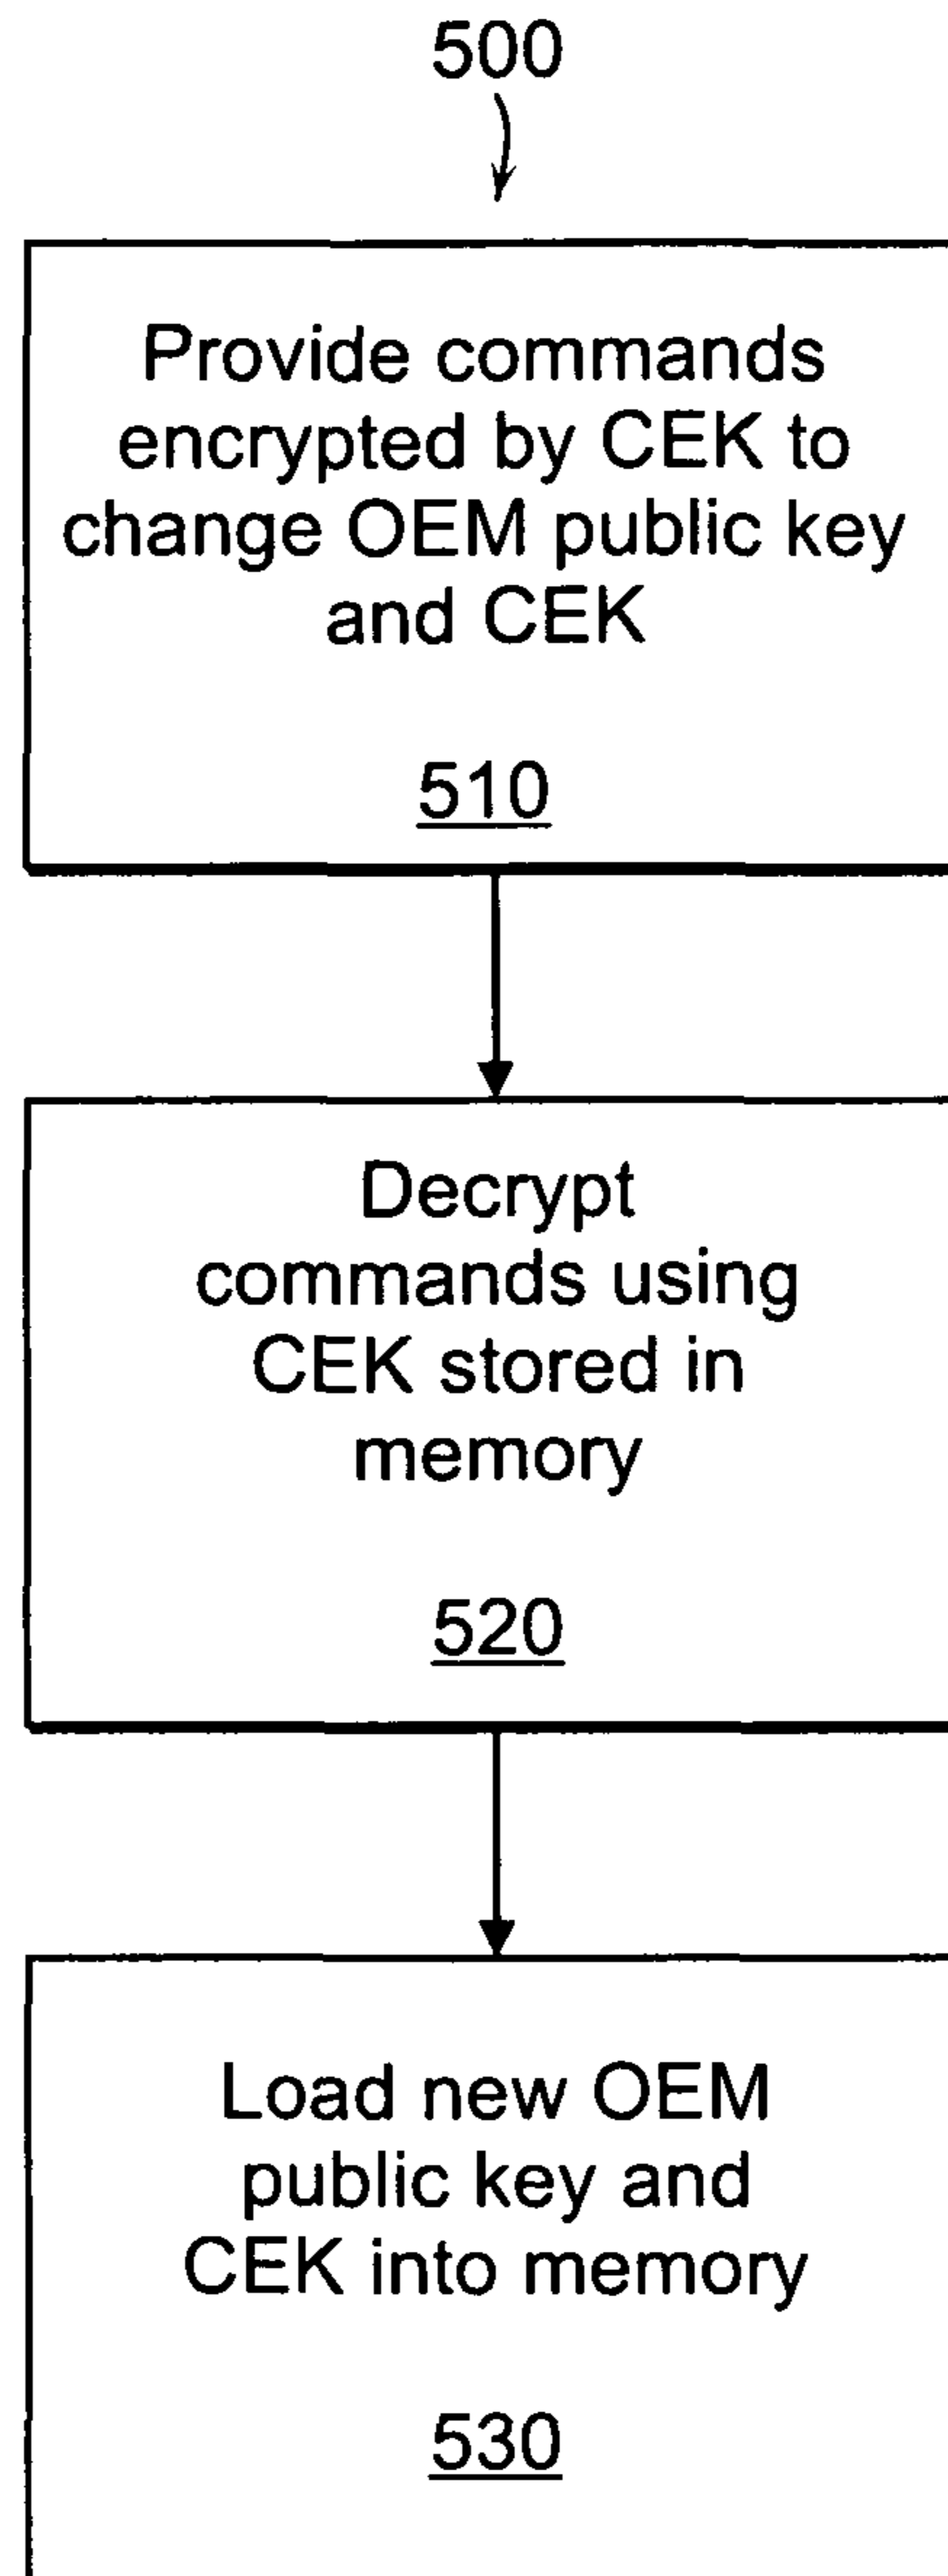 500
Provide commands
encrypted by CEK to
change OEM public key
and CEK
510
Decrypt
commands using
CEK stored in
memory
520
Load new OEM
public key and
CEK into memory
530